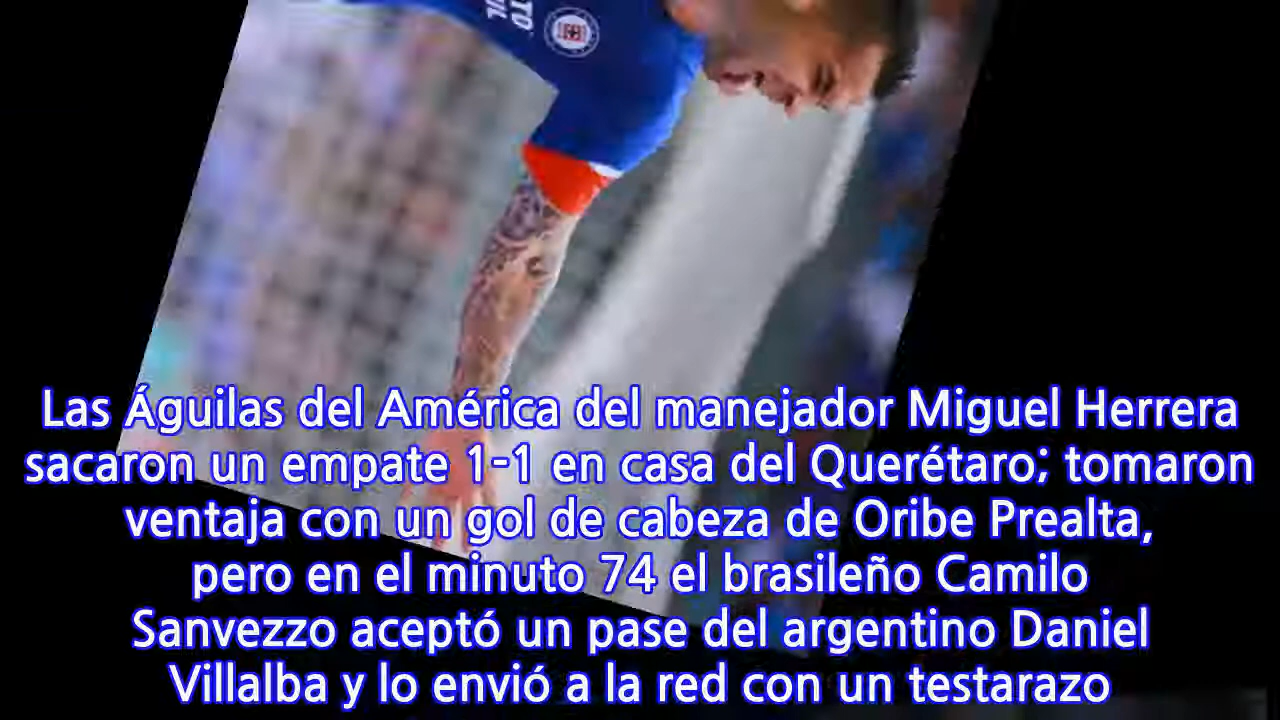 Las Águilas del América del manejador Miguel Herrera
sacaron un empate 1-1 en casa del Querétaro; tomaron
ventaja con un gol de cabeza de Oribe Prealta,
pero en el minuto 74 el brasileño Camilo
Sanvezzo aceptó un pase del argentino Daniel
Villalba y lo envió a la red con un testarazo